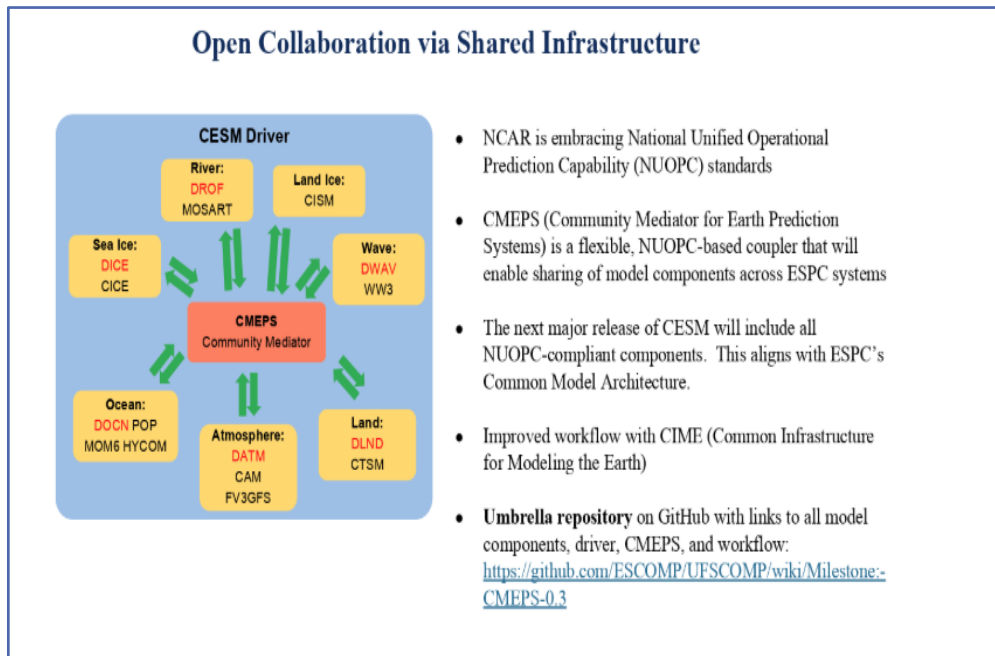 Open Collaboration via Shared Infrastructure
CESM Driver
River:
DROF
MOSART
Land Ice:
CISM
Sea Ice:
DICE
CICE
Wave:
DWAV
WW3
CMEPS
Community Mediator
Ocean:
DOCN POP
MOM6 HYCOM
Atmosphere:
DATM
CAM
FV3GFS
Land:
DLND
CTSM
• NCAR is embracing National Unified Operational
Prediction Capability (NUOPC) standards
• CMEPS (Community Mediator for Earth Prediction
Systems) is a flexible, NUOPC-based coupler that will
enable sharing of model components across ESPC systems
• The next major release of CESM will include all
NUOPC-compliant components. This aligns with ESPC's
Common Model Architecture.
• Improved workflow with CIME (Common Infrastructure
for Modeling the Earth)
• Umbrella repository on GitHub with links to all model
components, driver, CMEPS, and workflow:
https://github.com/ESCOMP/UFSCOMP/wiki/Milestone:-
CMEPS-0.3